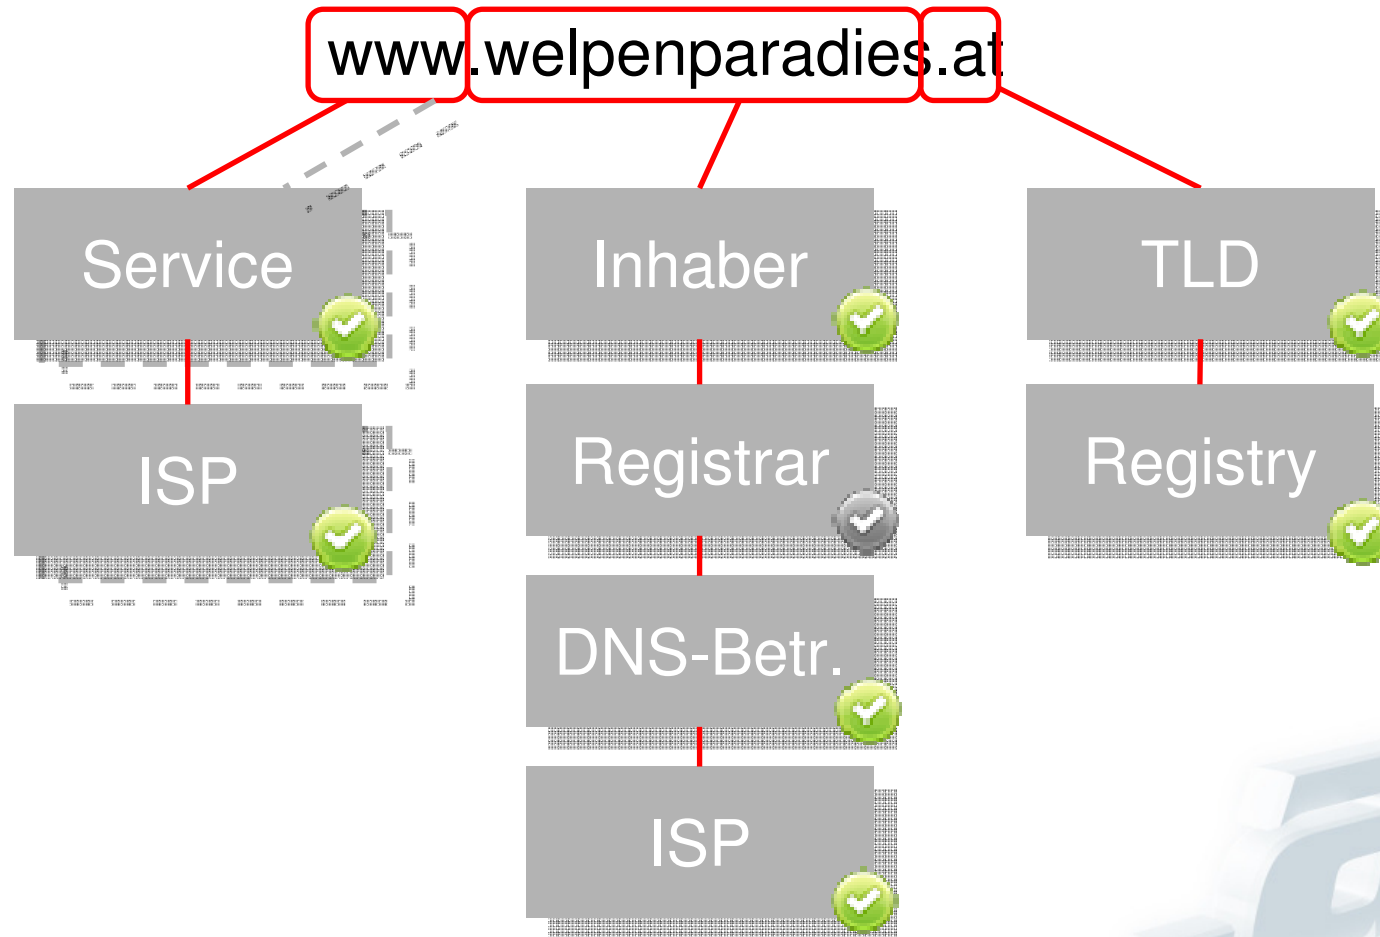 www.welpenparadies.at
Service
Inhaber
TLD
ISP
Registrar
Registry
DNS-Betr.
ISP